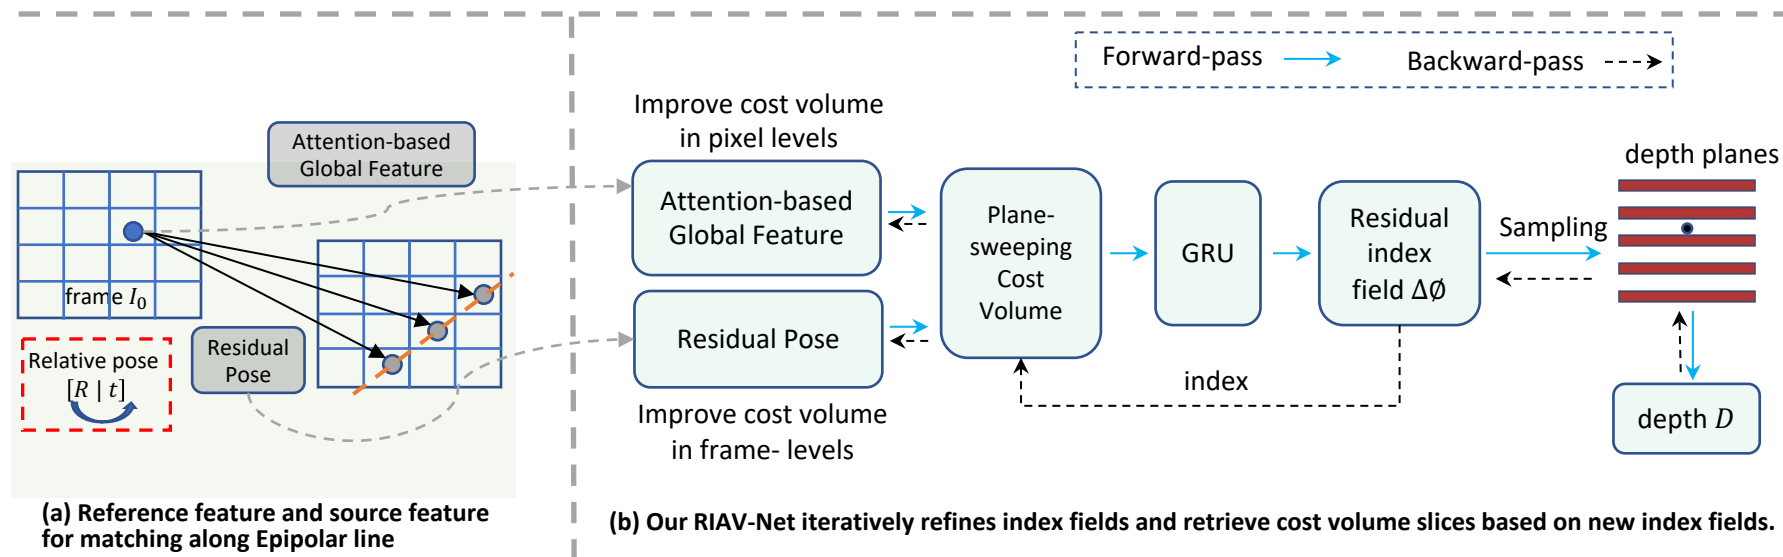 Attention-based
Global Feature
frame I₀
Relative pose
[R | t]
Residual
Pose
(a) Reference feature and source feature
for matching along Epipolar line
Forward-pass
Backward-pass
Improve cost volume
in pixel levels
Attention-based
Global Feature
Residual Pose
Improve cost volume
in frame- levels
Plane-
sweeping
Cost
Volume
GRU
Residual
index
field ΔØ
index
Sampling
depth planes
depth D
(b) Our RIAV-Net iteratively refines index fields and retrieve cost volume slices based on new index fields.